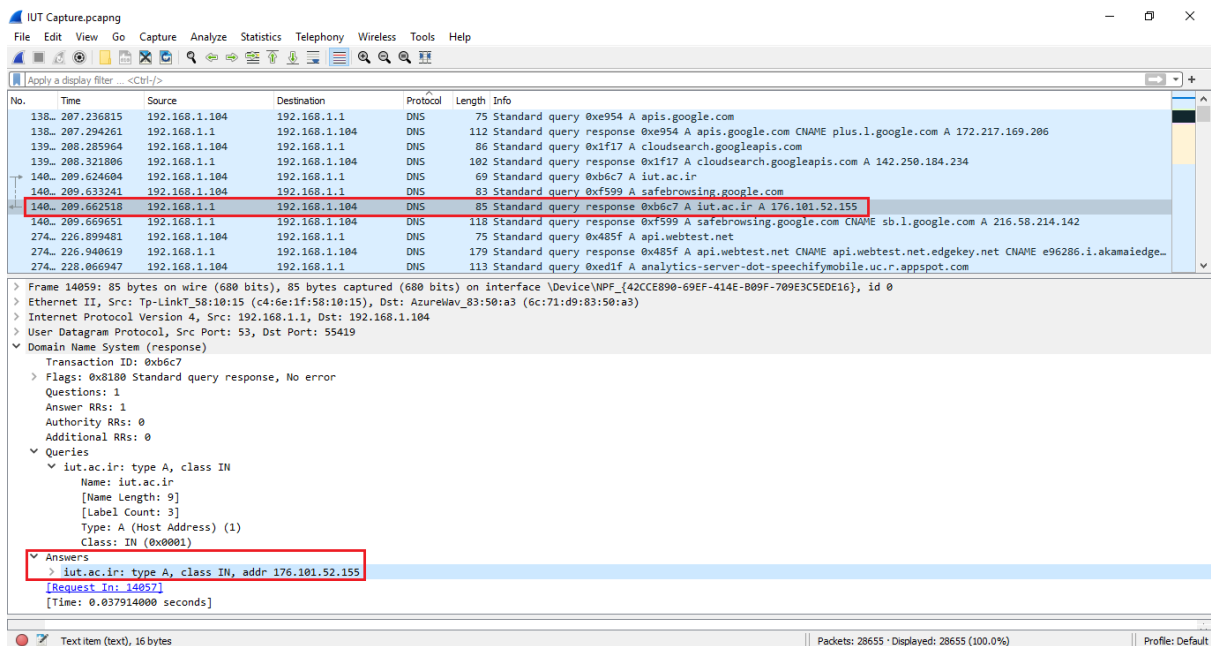 IUT Capture.pcapng
File Edit View Go Capture Analyze Statistics Telephony Wireless Tools Help
Apply a display filter ... <Ctrl-/>
No. Time Source Destination Protocol Length Info
138... 207.236815 192.168.1.104 192.168.1.1 DNS 75 Standard query 0xe954 A apis.google.com
138... 207.294261 192.168.1.1 192.168.1.104 DNS 112 Standard query response 0xe954 A apis.google.com CNAME plus.l.google.com A 172.217.169.206
139... 208.285964 192.168.1.104 192.168.1.1 DNS 86 Standard query 0x1f17 A cloudsearch.googleapis.com
139... 208.321806 192.168.1.1 192.168.1.104 DNS 102 Standard query response 0x1f17 A cloudsearch.googleapis.com A 142.250.184.234
140... 209.624604 192.168.1.104 192.168.1.1 DNS 69 Standard query 0xb6c7 A iut.ac.ir
140... 209.633241 192.168.1.104 192.168.1.1 DNS 83 Standard query 0xf599 A safebrowsing.google.com
140... 209.662518 192.168.1.1 192.168.1.104 DNS 85 Standard query response 0xb6c7 A iut.ac.ir A 176.101.52.155
140... 209.669651 192.168.1.1 192.168.1.104 DNS 118 Standard query response 0xf599 A safebrowsing.google.com CNAME sb.l.google.com A 216.58.214.142
274... 226.899481 192.168.1.104 192.168.1.1 DNS 75 Standard query 0x485f A api.webtest.net
274... 226.940619 192.168.1.1 192.168.1.104 DNS 179 Standard query response 0x485f A api.webtest.net CNAME api.webtest.net.edgekey.net CNAME e96286.i.akamaiedge...
274... 228.066947 192.168.1.104 192.168.1.1 DNS 113 Standard query 0xed1f A analytics-server-dot-speechifymobile.uc.r.appspot.com
Frame 14059: 85 bytes on wire (680 bits), 85 bytes captured (680 bits) on interface \Device\NPF_{42CCE890-69EF-414E-B09F-709E3C5EDE16}, id 0
Ethernet II, Src: Tp-LinkT_58:10:15 (c4:6e:1f:58:10:15), Dst: AzureWav_83:50:a3 (6c:71:d9:83:50:a3)
Internet Protocol Version 4, Src: 192.168.1.1, Dst: 192.168.1.104
User Datagram Protocol, Src Port: 53, Dst Port: 55419
Domain Name System (response)
Transaction ID: 0xb6c7
Flags: 0x8180 Standard query response, No error
Questions: 1
Answer RRs: 1
Authority RRs: 0
Additional RRs: 0
Queries
iut.ac.ir: type A, class IN
Name: iut.ac.ir
[Name Length: 9]
[Label Count: 3]
Type: A (Host Address) (1)
Class: IN (0x0001)
Answers
iut.ac.ir: type A, class IN, addr 176.101.52.155
[Request In: 14057]
[Time: 0.037914000 seconds]
Text item (text), 16 bytes Packets: 28655 · Displayed: 28655 (100.0%) Profile: Default